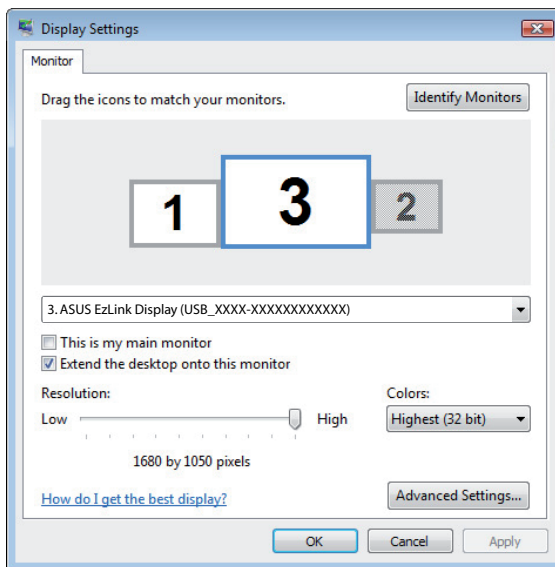 Display Settings
Monitor
Drag the icons to match your monitors.
Identify Monitors
1 3 2
3. ASUS EzLink Display (USB_XXXX-XXXXXXXXXXXX)
This is my main monitor
Extend the desktop onto this monitor
Resolution:
Colors:
Low High
Highest (32 bit)
1680 by 1050 pixels
How do I get the best display?
Advanced Settings...
OK Cancel Apply